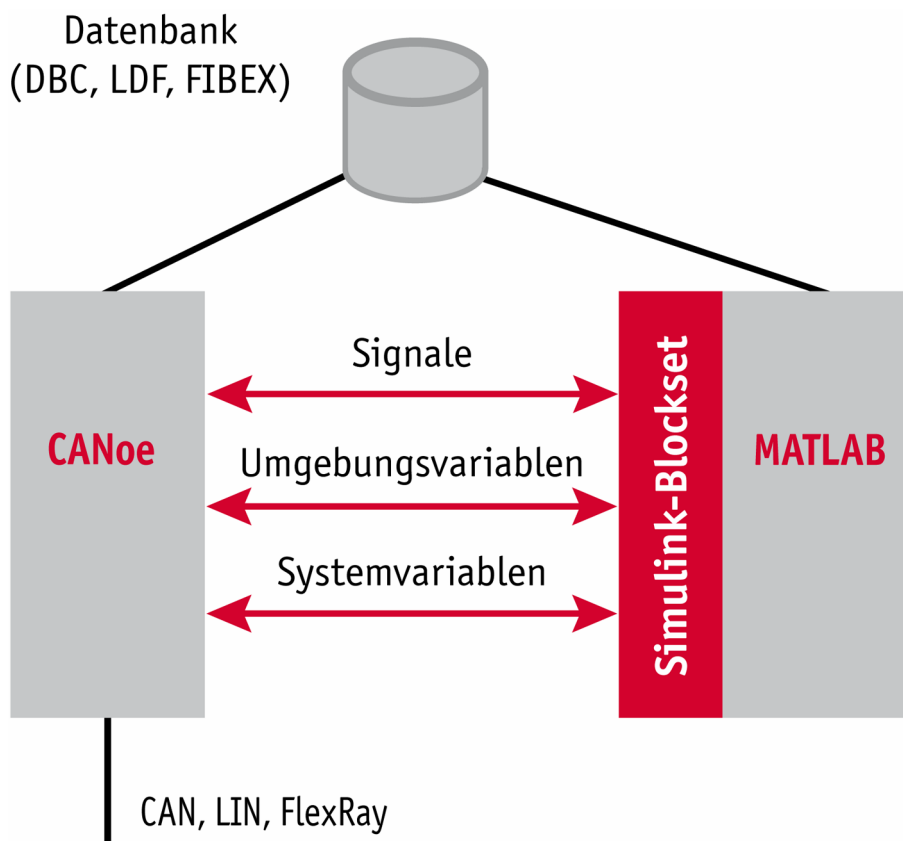 Datenbank
(DBC, LDF, FIBEX)
Signale
CANoe
Umgebungsvariablen
Systemvariablen
Simulink-Blockset
MATLAB
CAN, LIN, FlexRay